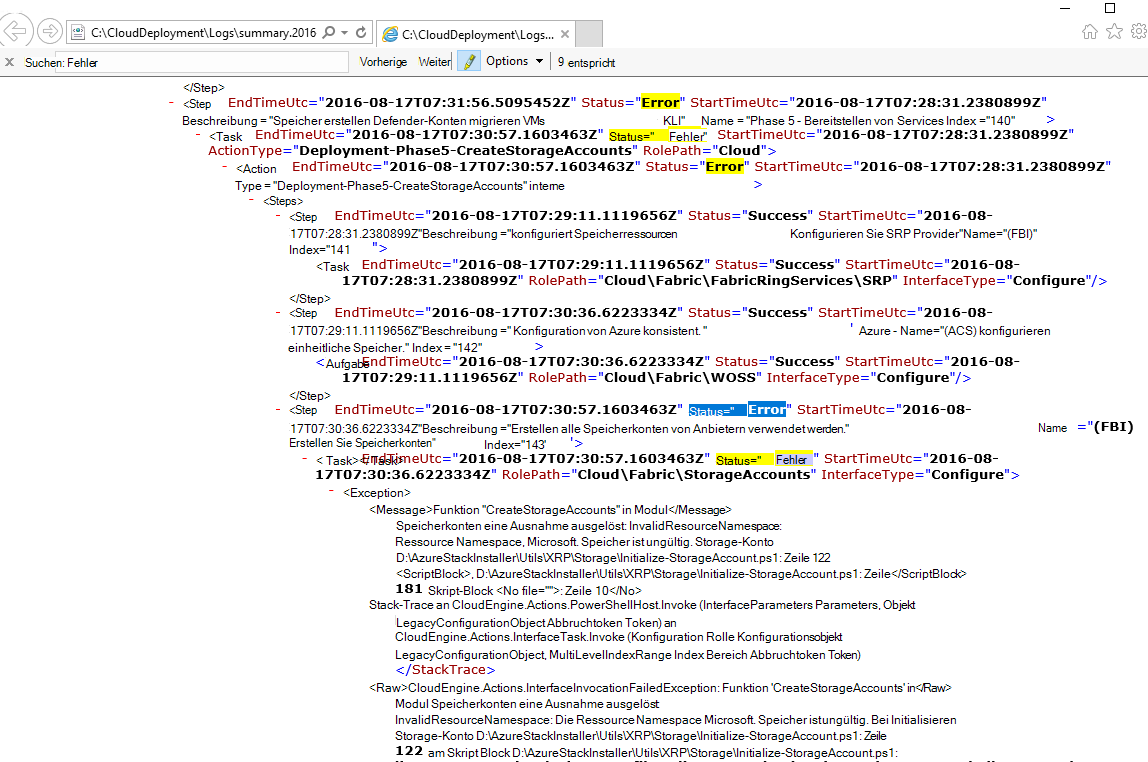 C:\CloudDeployment\Logs\summary.2016
C:\CloudDeployment\Logs...
Suchen: Fehler Vorherige Weiter Options 9 entspricht
</Step>
- <Step EndTimeUtc="2016-08-17T07:31:56.5095452Z" Status="Error" StartTimeUtc="2016-08-17T07:28:31.2380899Z"
Beschreibung = "Speicher erstellen Defender-Konten migrieren VMs KLI" Name = "Phase 5 - Bereitstellen von Services Index ="140" >
- <Task EndTimeUtc="2016-08-17T07:30:57.1603463Z" Status=" Fehler" StartTimeUtc="2016-08-17T07:28:31.2380899Z"
ActionType="Deployment-Phase5-CreateStorageAccounts" RolePath="Cloud">
- <Action EndTimeUtc="2016-08-17T07:30:57.1603463Z" Status="Error" StartTimeUtc="2016-08-17T07:28:31.2380899Z"
Type = "Deployment-Phase5-CreateStorageAccounts" interne >
- <Steps>
- <Step EndTimeUtc="2016-08-17T07:29:11.1119656Z" Status="Success" StartTimeUtc="2016-08-
17T07:28:31.2380899Z"Beschreibung ="konfiguriert Speicherressourcen Konfigurieren Sie SRP Provider"Name="(FBI)"
Index="141 ">
<Task EndTimeUtc="2016-08-17T07:29:11.1119656Z" Status="Success" StartTimeUtc="2016-08-
17T07:28:31.2380899Z" RolePath="Cloud\Fabric\FabricRingServices\SRP" InterfaceType="Configure"/>
</Step>
- <Step EndTimeUtc="2016-08-17T07:30:36.6223334Z" Status="Success" StartTimeUtc="2016-08-
17T07:29:11.1119656Z"Beschreibung =" Konfiguration von Azure konsistent. " ' Azure - Name="(ACS) konfigurieren
einheitliche Speicher." Index = "142" >
<Aufgabe EndTimeUtc="2016-08-17T07:30:36.6223334Z" Status="Success" StartTimeUtc="2016-08-
17T07:29:11.1119656Z" RolePath="Cloud\Fabric\WOSS" InterfaceType="Configure"/>
</Step>
- <Step EndTimeUtc="2016-08-17T07:30:57.1603463Z" Status=" Error" StartTimeUtc="2016-08-
17T07:30:36.6223334Z"Beschreibung ="Erstellen alle Speicherkonten von Anbietern verwendet werden." Name ="(FBI)
Erstellen Sie Speicherkonten" Index="143' '>
- < Task></Task> EndTimeUtc="2016-08-17T07:30:57.1603463Z" Status=" Fehler " StartTimeUtc="2016-08-
17T07:30:36.6223334Z" RolePath="Cloud\Fabric\StorageAccounts" InterfaceType="Configure">
- <Exception>
<Message>Funktion "CreateStorageAccounts" in Modul</Message>
Speicherkonten eine Ausnahme ausgelöst: InvalidResourceNamespace:
Ressource Namespace, Microsoft. Speicher ist ungültig. Storage-Konto
D:\AzureStackInstaller\Utils\XRP\Storage\Initialize-StorageAccount.ps1: Zeile 122
<ScriptBlock>, D:\AzureStackInstaller\Utils\XRP\Storage\Initialize-StorageAccount.ps1: Zeile</ScriptBlock>
181 Skript-Block <No file="">: Zeile 10</No>
Stack-Trace an CloudEngine.Actions.PowerShellHost.Invoke (InterfaceParameters Parameters, Objekt
LegacyConfigurationObject Abbruchtoken Token) an
CloudEngine.Actions.InterfaceTask.Invoke (Konfiguration Rolle Konfigurationsobjekt
LegacyConfigurationObject, MultiLevelIndexRange Index Bereich Abbruchtoken Token)
</StackTrace>
<Raw>CloudEngine.Actions.InterfaceInvocationFailedException: Funktion 'CreateStorageAccounts' in</Raw>
Modul Speicherkonten eine Ausnahme ausgelöst
InvalidResourceNamespace: Die Ressource Namespace Microsoft. Speicher ist ungültig. Bei Initialisieren
Storage-Konto D:\AzureStackInstaller\Utils\XRP\Storage\Initialize-StorageAccount.ps1: Zeile
122 am Skript Block D:\AzureStackInstaller\Utils\XRP\Storage\Initialize-StorageAccount.ps1: